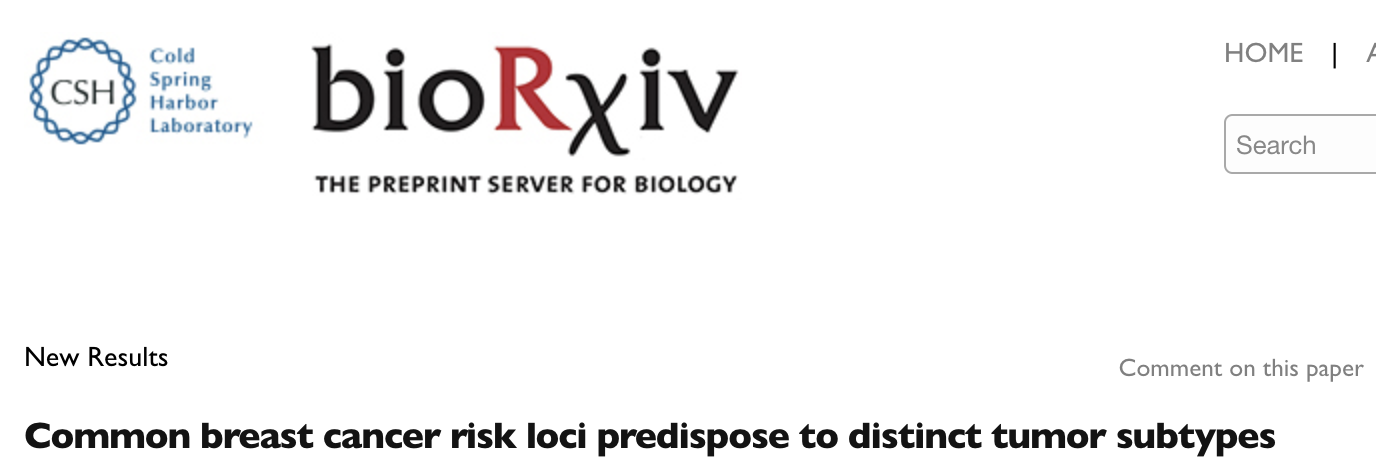 CSH
Cold
Spring
Harbor
Laboratory
bioRχiv
THE PREPRINT SERVER FOR BIOLOGY
HOME | A
Search
New Results
Comment on this paper
Common breast cancer risk loci predispose to distinct tumor subtypes